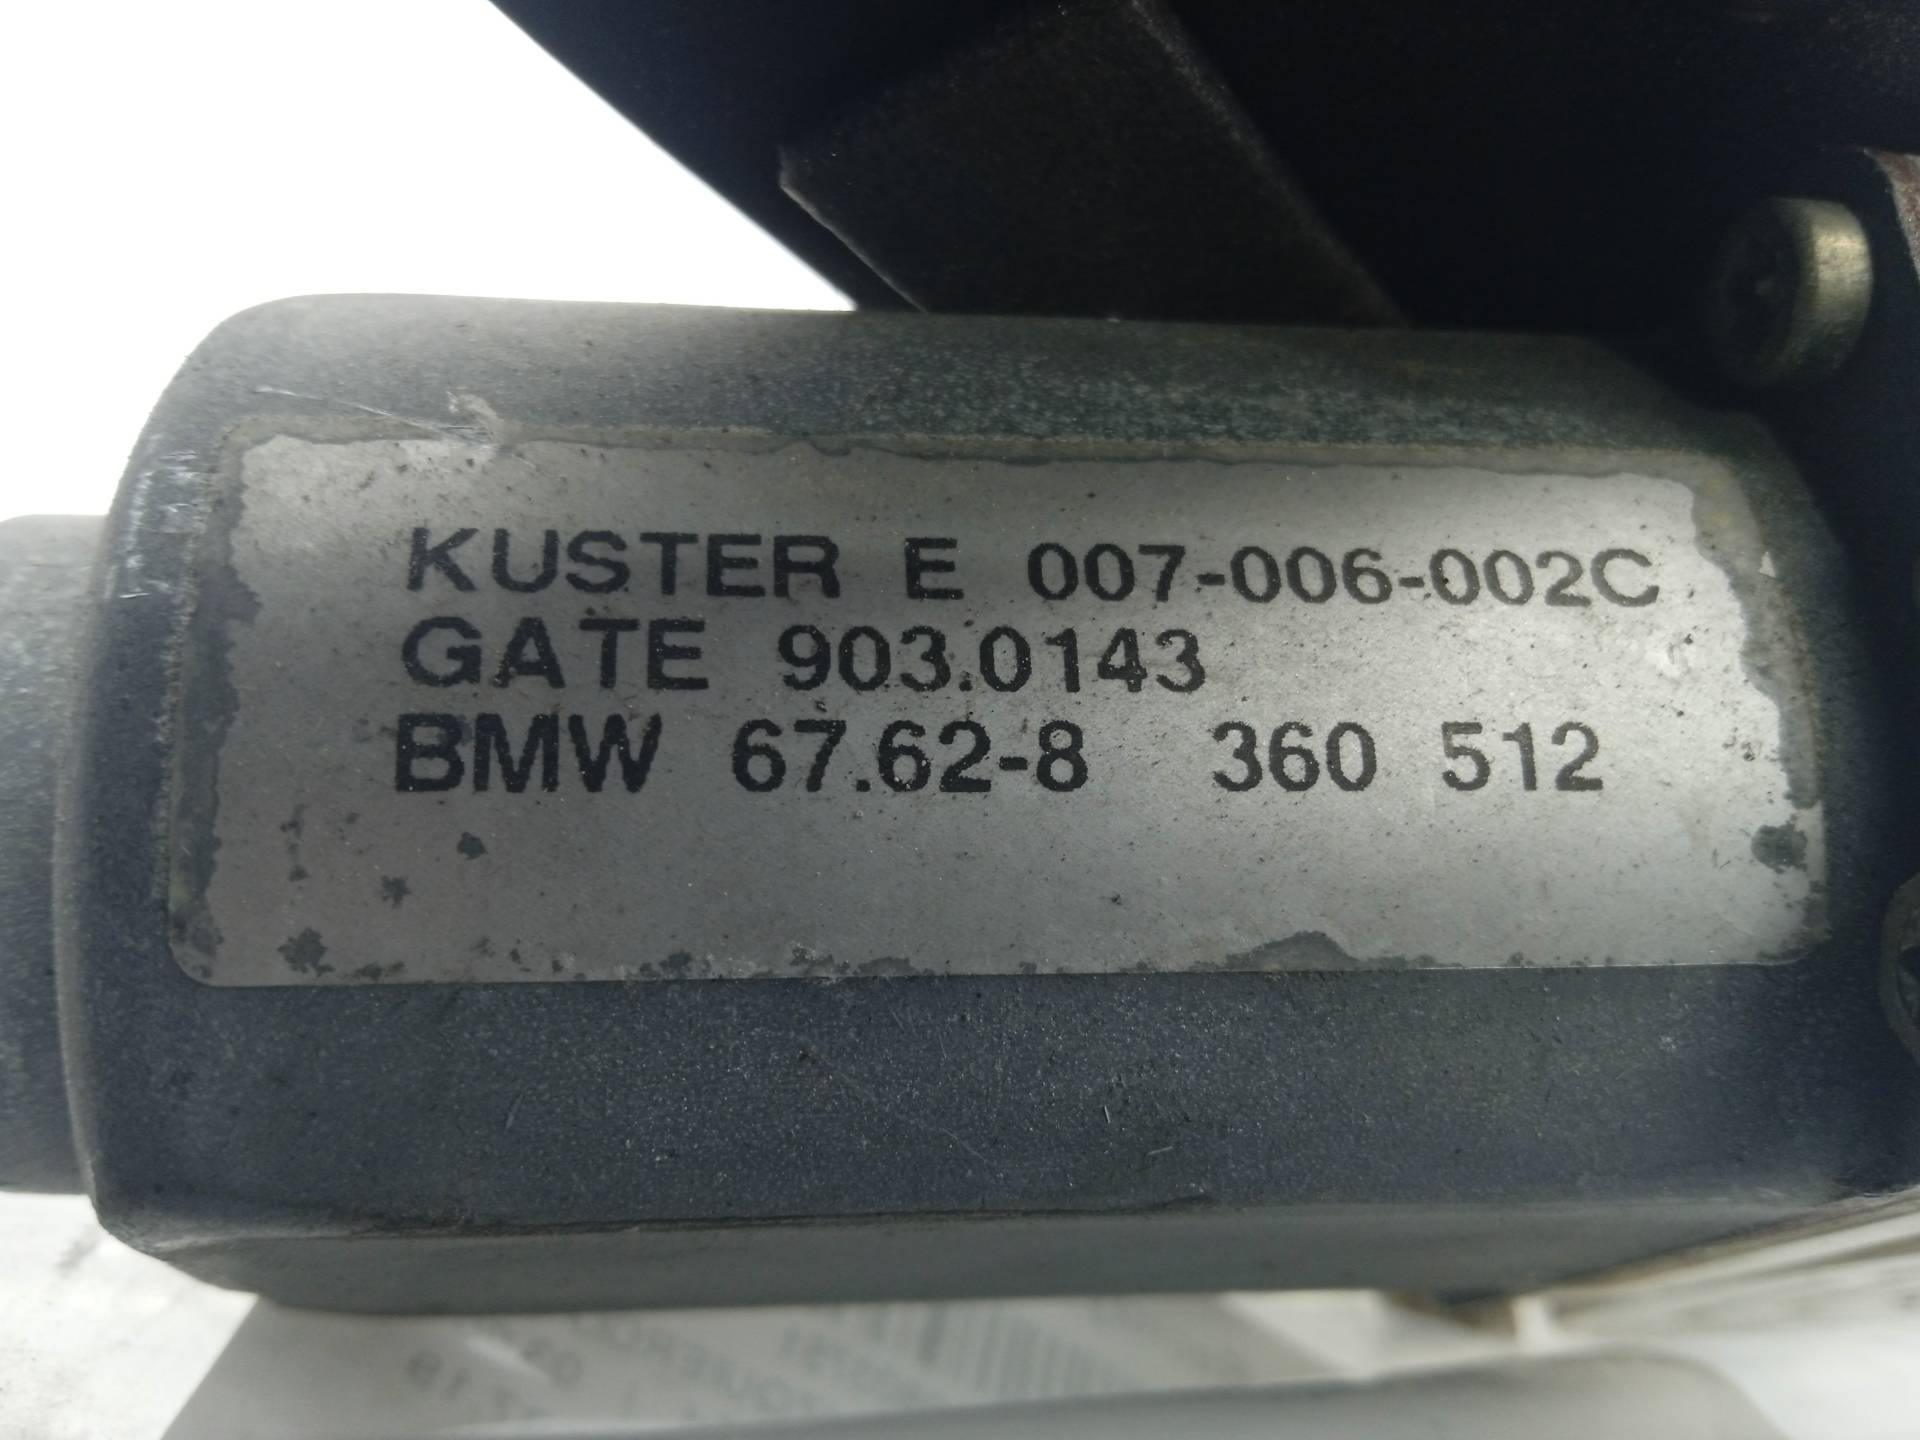 KUSTER E 007-006-002C
GATE 903.0143
BMW 67.62-8 360 512